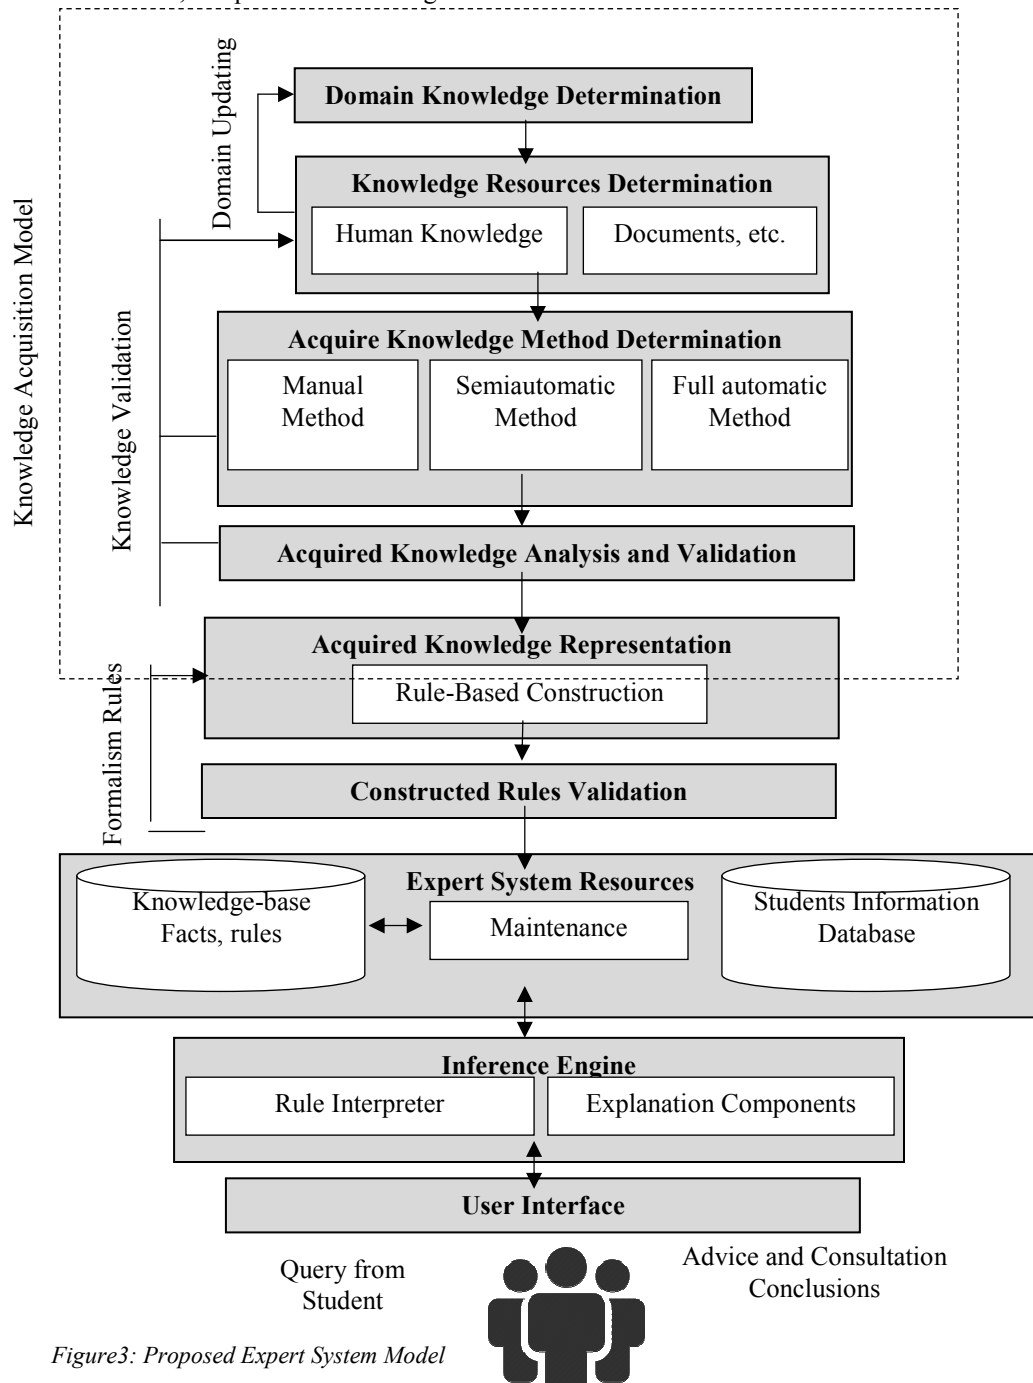 Domain Knowledge Determination
Knowledge Resources Determination
Human Knowledge
Documents, etc.
Domain Updating
Acquire Knowledge Method Determination
Manual
Method
Semiautomatic
Method
Full automatic
Method
Knowledge Acquisition Model
Knowledge Validation
Acquired Knowledge Analysis and Validation
Acquired Knowledge Representation
Rule-Based Construction
Formalism Rules
Constructed Rules Validation
Expert System Resources
Knowledge-base
Facts, rules
Maintenance
Students Information
Database
Inference Engine
Rule Interpreter
Explanation Components
User Interface
Query from
Student
Advice and Consultation
Conclusions
Figure3: Proposed Expert System Model